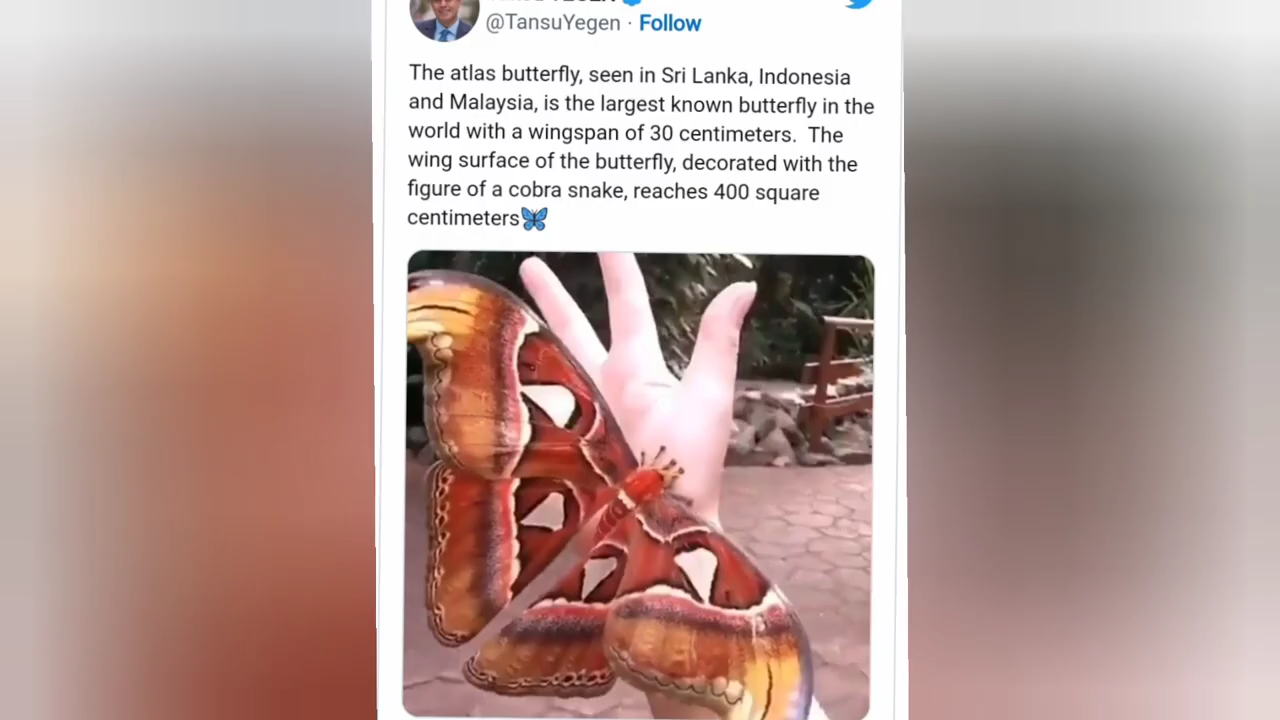 @TansuYegen · Follow
The atlas butterfly, seen in Sri Lanka, Indonesia
and Malaysia, is the largest known butterfly in the
world with a wingspan of 30 centimeters.  The
wing surface of the butterfly, decorated with the
figure of a cobra snake, reaches 400 square
centimeters🦋